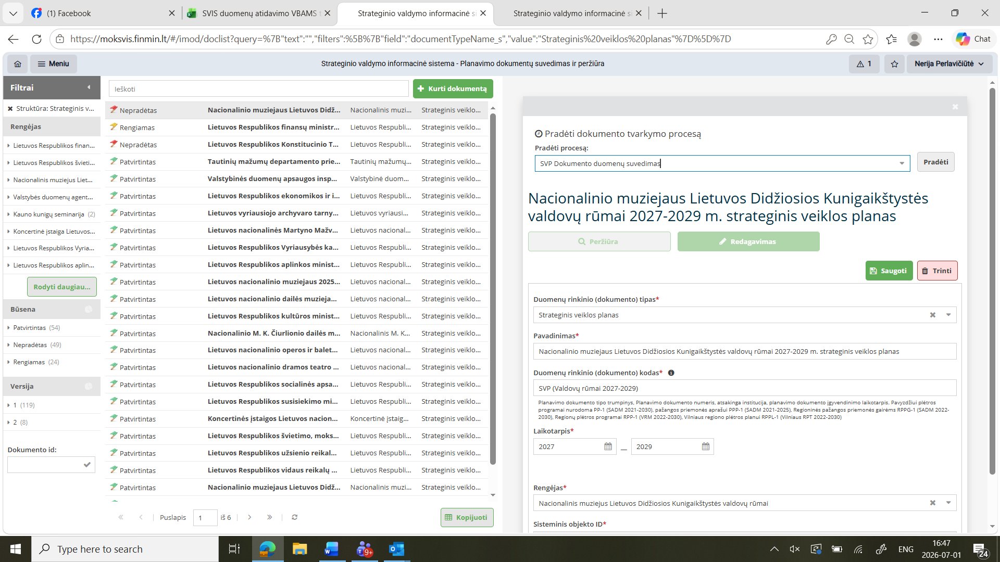 (1) Facebook
SVIS duomenų atidavimo VBAMS
Strateginio valdymo informacinė si
Strateginio valdymo informacinė si
https://moksvis.finmin.lt/#/imod/doclist?query=%7B"text":"","filters":%5B%7B"field":"documentTypeName_s","value":"Strateginis%20veiklos%20planas"%7D%5D%7D
Chat
Meniu
Strateginio valdymo informacinė sistema - Planavimo dokumentų suvedimas ir peržiūra
1
Nerija Perlavičiūtė
Filtrai
Struktūra: Strateginis v...
Rengėjas
Lietuvos Respublikos finan...
Lietuvos Respublikos švieti...
Nacionalinis muziejus Liet...
Valstybės duomenų agent...
Kauno kunigų seminarija (2)
Koncertinė įstaiga Lietuvos...
Lietuvos Respublikos Vyria...
Lietuvos Respublikos aplin...
Rodyti daugiau...
Būsena
Patvirtintas (54)
Nepradėtas (49)
Rengiamas (24)
Versija
1 (119)
2 (8)
Dokumento id:
Ieškoti
Kurti dokumentą
Nepradėtas Nacionalinio muziejaus Lietuvos Didž... Nacionalinis muzi... Strateginis veiklo...
Rengiamas Lietuvos Respublikos finansų ministr... Lietuvos Respubli... Strateginis veiklo...
Nepradėtas Lietuvos Respublikos Konstitucinio T... Lietuvos Respubli... Strateginis veiklo...
Patvirtintas Tautinių mažumų departamento prie... Tautinių mažumų... Strateginis veiklo...
Patvirtintas Valstybinės duomenų apsaugos insp... Valstybinė duom... Strateginis veiklo...
Patvirtintas Lietuvos Respublikos ekonomikos ir i... Lietuvos Respubli... Strateginis veiklo...
Patvirtintas Lietuvos vyriausiojo archyvaro tarny... Lietuvos vyriausi... Strateginis veiklo...
Patvirtintas Lietuvos nacionalinės Martyno Mažv... Lietuvos nacional... Strateginis veiklo...
Patvirtintas Lietuvos Respublikos Vyriausybės ka... Lietuvos Respubli... Strateginis veiklo...
Patvirtintas Lietuvos Respublikos aplinkos minist... Lietuvos Respubli... Strateginis veiklo...
Patvirtintas Lietuvos nacionalinio muziejaus 2025... Lietuvos nacional... Strateginis veiklo...
Patvirtintas Lietuvos nacionalinio dailės muzieja... Lietuvos nacional... Strateginis veiklo...
Patvirtintas Lietuvos Respublikos kultūros minist... Lietuvos Respubli... Strateginis veiklo...
Patvirtintas Nacionalinio M. K. Čiurlionio dailės m... Nacionalinis M. K... Strateginis veiklo...
Patvirtintas Lietuvos nacionalinio operos ir balet... Lietuvos nacional... Strateginis veiklo...
Patvirtintas Lietuvos nacionalinio dramos teatro ... Lietuvos nacional... Strateginis veiklo...
Patvirtintas Lietuvos Respublikos socialinės apsa... Lietuvos Respubli... Strateginis veiklo...
Patvirtintas Lietuvos Respublikos susisiekimo mi... Lietuvos Respubli... Strateginis veiklo...
Patvirtintas Koncertinės įstaigos Lietuvos nacion... Koncertinė įstaig... Strateginis veiklo...
Patvirtintas Lietuvos Respublikos švietimo, moks... Lietuvos Respubli... Strateginis veiklo...
Patvirtintas Lietuvos Respublikos užsienio reikal... Lietuvos Respubli... Strateginis veiklo...
Patvirtintas Lietuvos Respublikos vidaus reikalų ... Lietuvos Respubli... Strateginis veiklo...
Patvirtintas Nacionalinio muziejaus Lietuvos Didž... Nacionalinis muzi... Strateginis veiklo...
Puslapis 1 iš 6
Kopijuoti
Pradėti dokumento tvarkymo procesą
Pradėti procesą:
SVP Dokumento duomenų suvedimas
Pradėti
Nacionalinio muziejaus Lietuvos Didžiosios Kunigaikštystės
valdovų rūmai 2027-2029 m. strateginis veiklos planas
Peržiūra
Redagavimas
Saugoti
Trinti
Duomenų rinkinio (dokumento) tipas*
Strateginis veiklos planas
Pavadinimas*
Nacionalinio muziejaus Lietuvos Didžiosios Kunigaikštystės valdovų rūmai 2027-2029 m. strateginis veiklos planas
Duomenų rinkinio (dokumento) kodas*
SVP (Valdovų rūmai 2027-2029)
Planavimo dokumento tipo trumpinys, Planavimo dokumento numeris, atsakinga institucija, planavimo dokumento įgyvendinimo laikotarpis. Pavyzdžiui plėtros
programai nurodoma PP-1 (SADM 2021-2030), pažangos priemonės aprašui PPP-1 (SADM 2021-2025), Regioninės pažangos priemonės gairėms RPPG-1 (SADM 2022-
2030), Regionų plėtros programai RPP-1 (VRM 2022-2030), Vilniaus regiono plėtros planui RPPL-1 (Vilniaus RPT 2022-2030)
Laikotarpis*
2027 — 2029
Rengėjas*
Nacionalinis muziejus Lietuvos Didžiosios Kunigaikštystės valdovų rūmai
Sisteminis objekto ID*
Type here to search
9+
ENG
16:47
2026-07-01
24